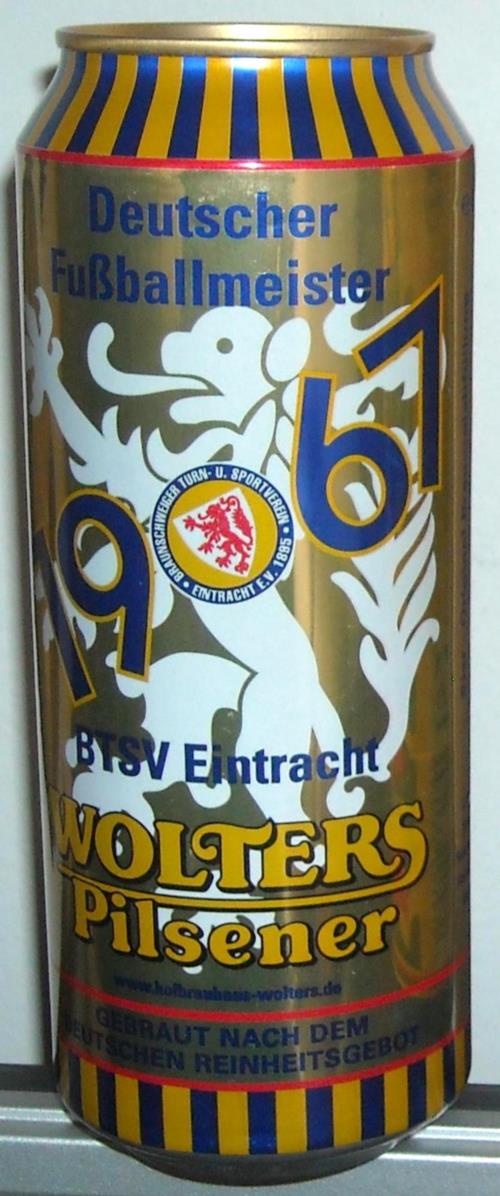 Deutscher
Fußballmeister
1967
BRAUNSCHWEIGER TURN- U. SPORTVEREIN
EINTRACHT E.V. 1895
BTSV Eintracht
WOLTERS
Pilsener
www.hofbrauhaus-wolters.de
GEBRAUT NACH DEM
DEUTSCHEN REINHEITSGEBOT